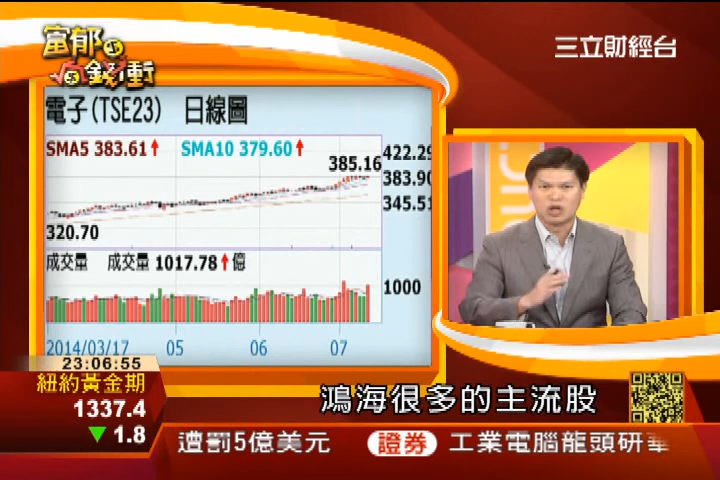 富郁
向錢衝
三立財經台
電子(TSE23) 日線圖
SMA5 383.61↑ SMA10 379.60↑
385.16
422.29
383.90
345.51
320.70
成交量 成交量 1017.78↑億
1000
2014/03/17 05 06 07
23:06:55
紐約黃金期
1337.4
▼1.8
鴻海很多的主流股
遭罰5億美元 證券 工業電腦龍頭研華